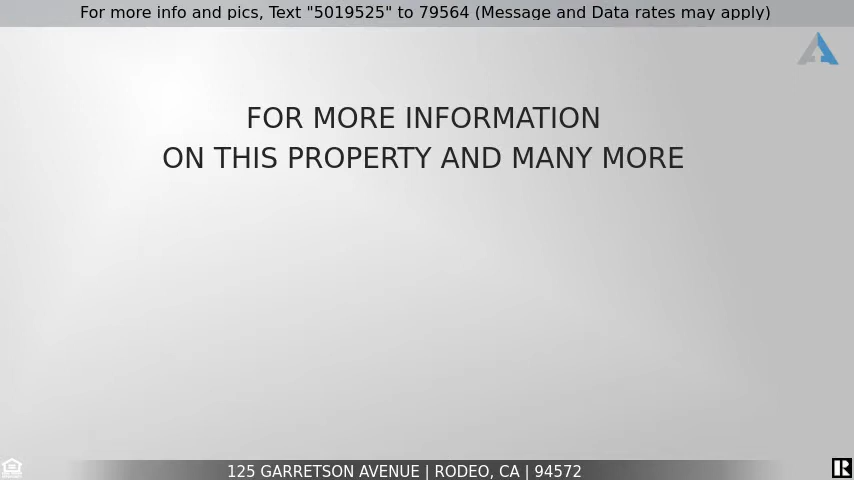 For more info and pics, Text "5019525" to 79564 (Message and Data rates may apply)
FOR MORE INFORMATION
ON THIS PROPERTY AND MANY MORE
125 GARRETSON AVENUE | RODEO, CA | 94572